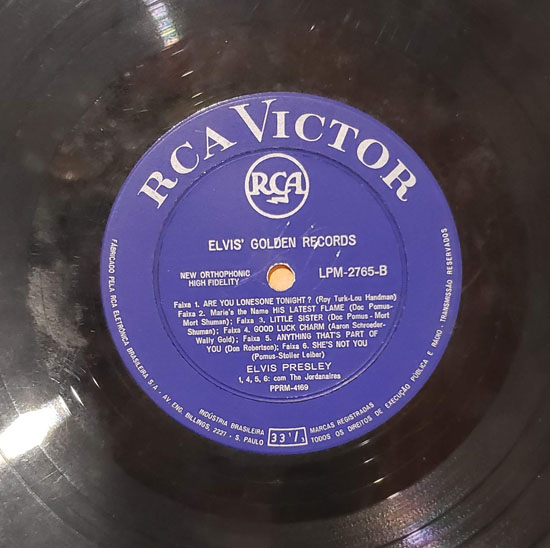 RCA VICTOR
RCA
ELVIS' GOLDEN RECORDS
NEW ORTHOPHONIC
HIGH FIDELITY
LPM-2765-B
Faixa 1. ARE YOU LONESOME TONIGHT? (Roy Turk-Lou Handman)
Faixa 2. Marie's the Name HIS LATEST FLAME (Doc Pomus-
Mort Shuman); Faixa 3. LITTLE SISTER (Doc Pomus - Mort
Shuman); Faixa 4. GOOD LUCK CHARM (Aaron Schroeder-
Wally Gold); Faixa 5. ANYTHING THAT'S PART OF
YOU (Don Robertson); Faixa 6. SHE'S NOT YOU
(Pomus-Stoller Leiber)
ELVIS PRESLEY
1, 4, 5, 6: com The Jordanaires
PPRM-4169
FABRICADO PELA RCA ELETRÔNICA BRASILEIRA S/A - AV. ENG. BILLINGS, 2227 - S. PAULO
INDÚSTRIA BRASILEIRA
33 1/3
MARCAS REGISTRADAS
TODOS OS DIREITOS DE EXECUÇÃO PÚBLICA E RADIO - TRANSMISSÃO RESERVADOS